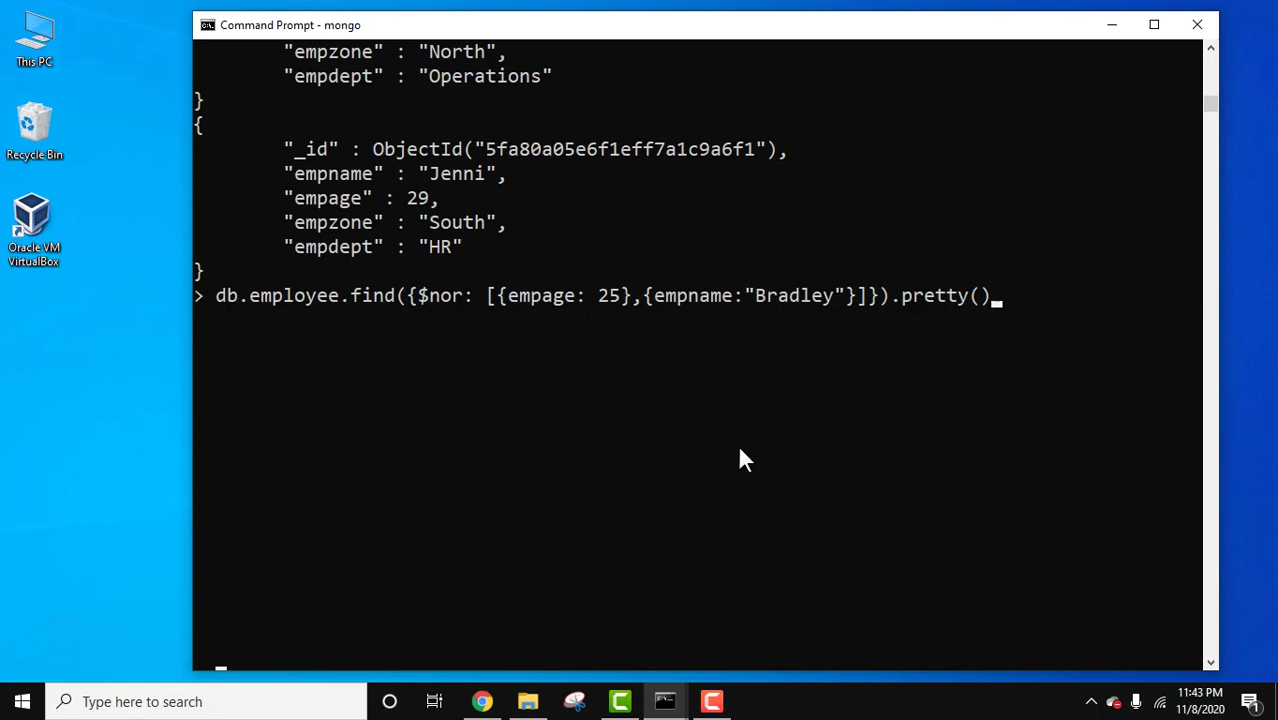 This PC
Recycle Bin
Oracle VM
VirtualBox
Command Prompt - mongo
"empzone" : "North",
"empdept" : "Operations"
}
{
"_id" : ObjectId("5fa80a05e6f1eff7a1c9a6f1"),
"empname" : "Jenni",
"empage" : 29,
"empzone" : "South",
"empdept" : "HR"
}
> db.employee.find({$nor: [{empage: 25},{empname:"Bradley"}]}).pretty()
Type here to search
11:43 PM
11/8/2020
1